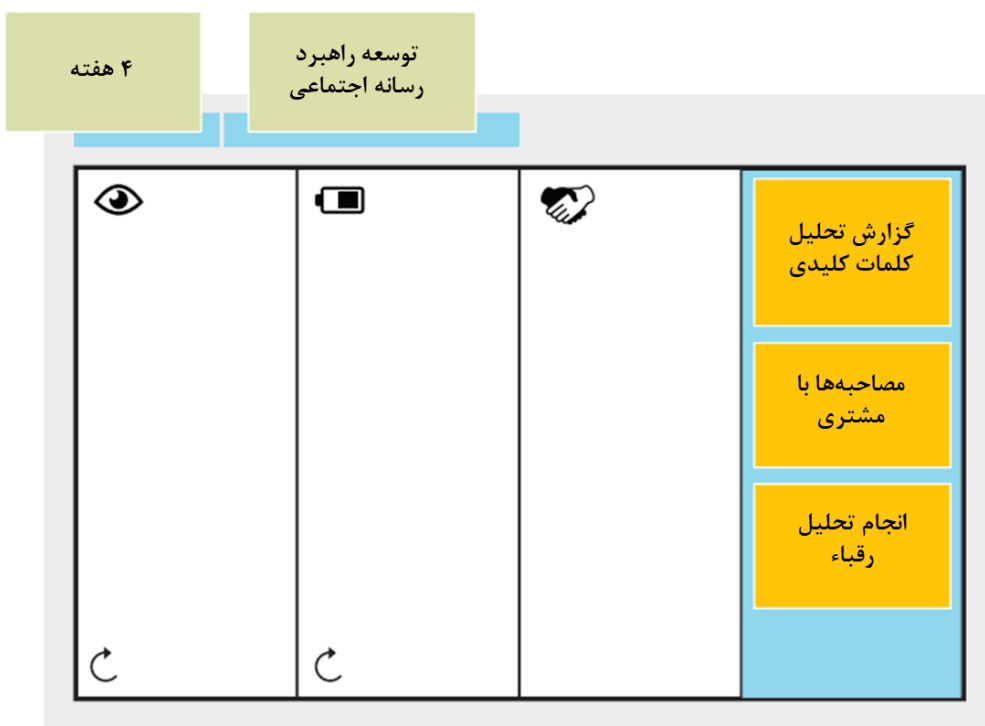 توسعه راهبرد
رسانه اجتماعی
۴ هفته
گزارش تحلیل
کلمات کلیدی
مصاحبه‌ها با
مشتری
انجام تحلیل
رقباء